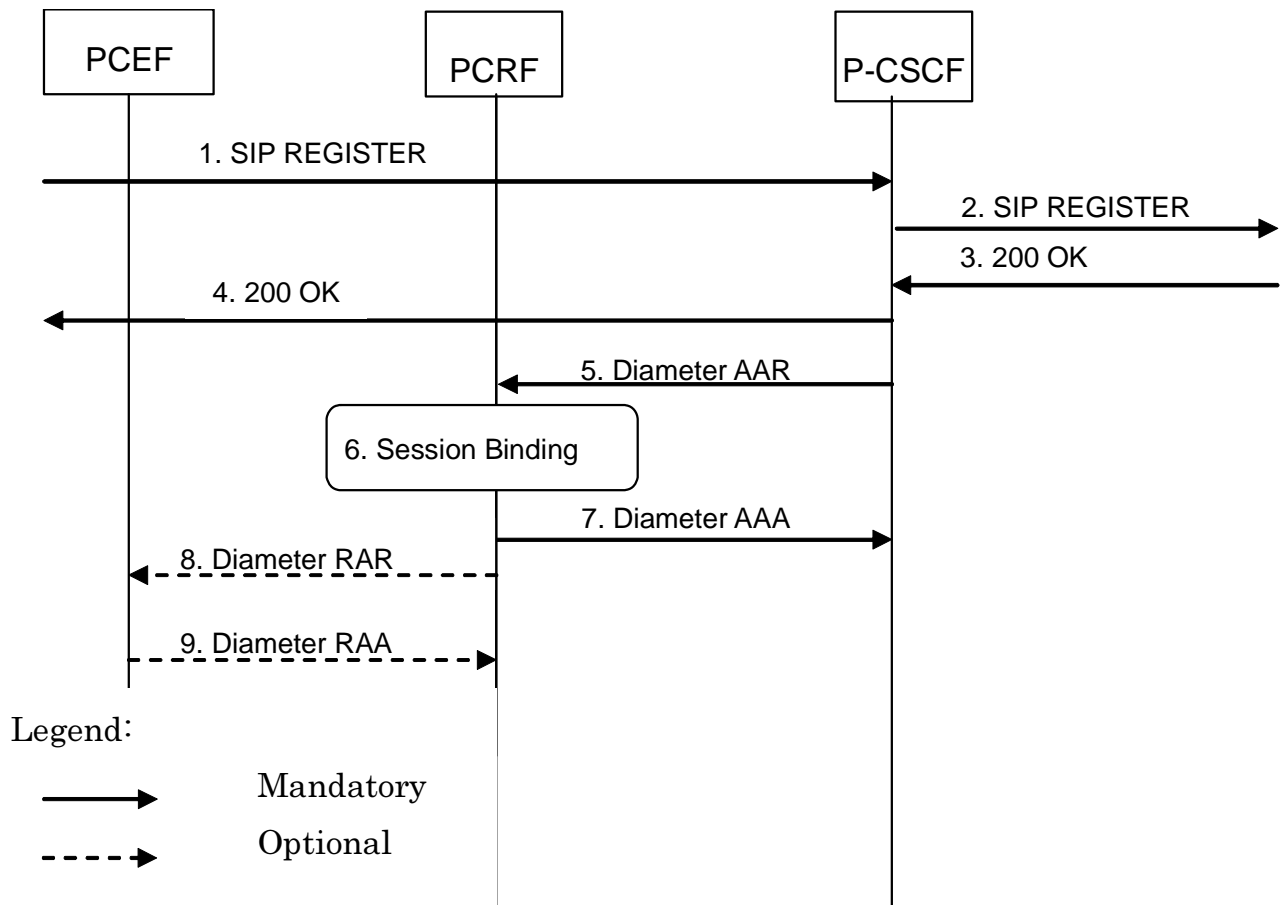 PCEF
PCRF
P-CSCF
1. SIP REGISTER
2. SIP REGISTER
3. 200 OK
4. 200 OK
5. Diameter AAR
6. Session Binding
7. Diameter AAA
8. Diameter RAR
9. Diameter RAA
Legend:
Mandatory
Optional